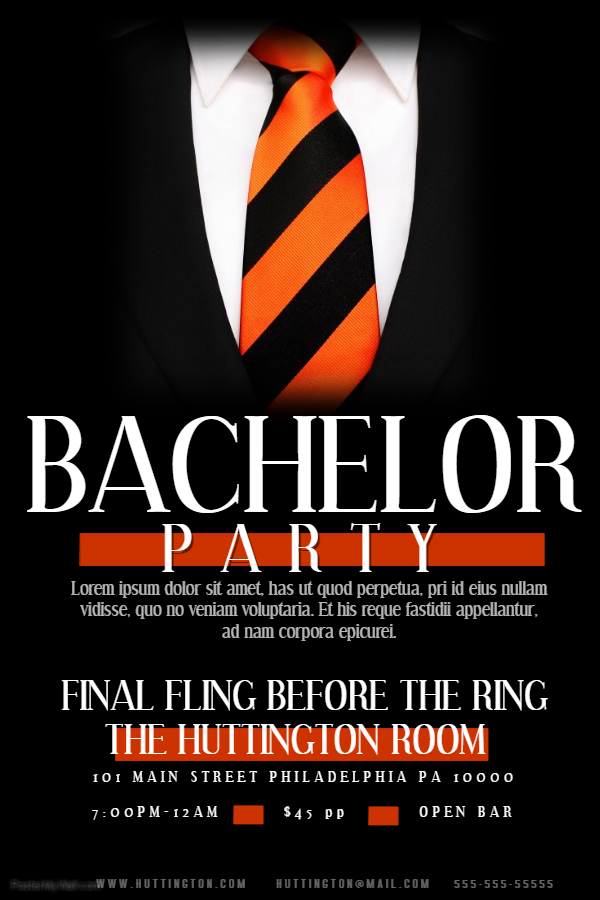 BACHELOR
PARTY
Lorem ipsum dolor sit amet, has ut quod perpetua, pri id eius nullam
vidisse, quo no veniam voluptaria. Et his reque fastidii appellantur,
ad nam corpora epicurei.
FINAL FLING BEFORE THE RING
THE HUTTINGTON ROOM
101 MAIN STREET PHILADELPHIA PA 10000
7:00PM-12AM $45 pp OPEN BAR
PosterMyWall.com WWW.HUTTINGTON.COM HUTTINGTON@MAIL.COM 555-555-55555